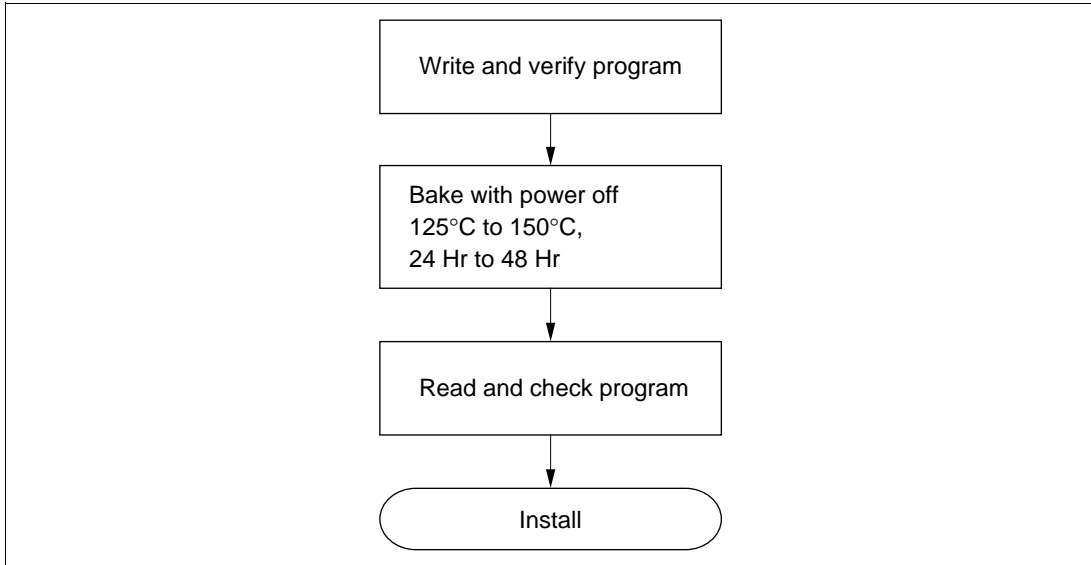 Write and verify program
Bake with power off
125°C to 150°C,
24 Hr to 48 Hr
Read and check program
Install